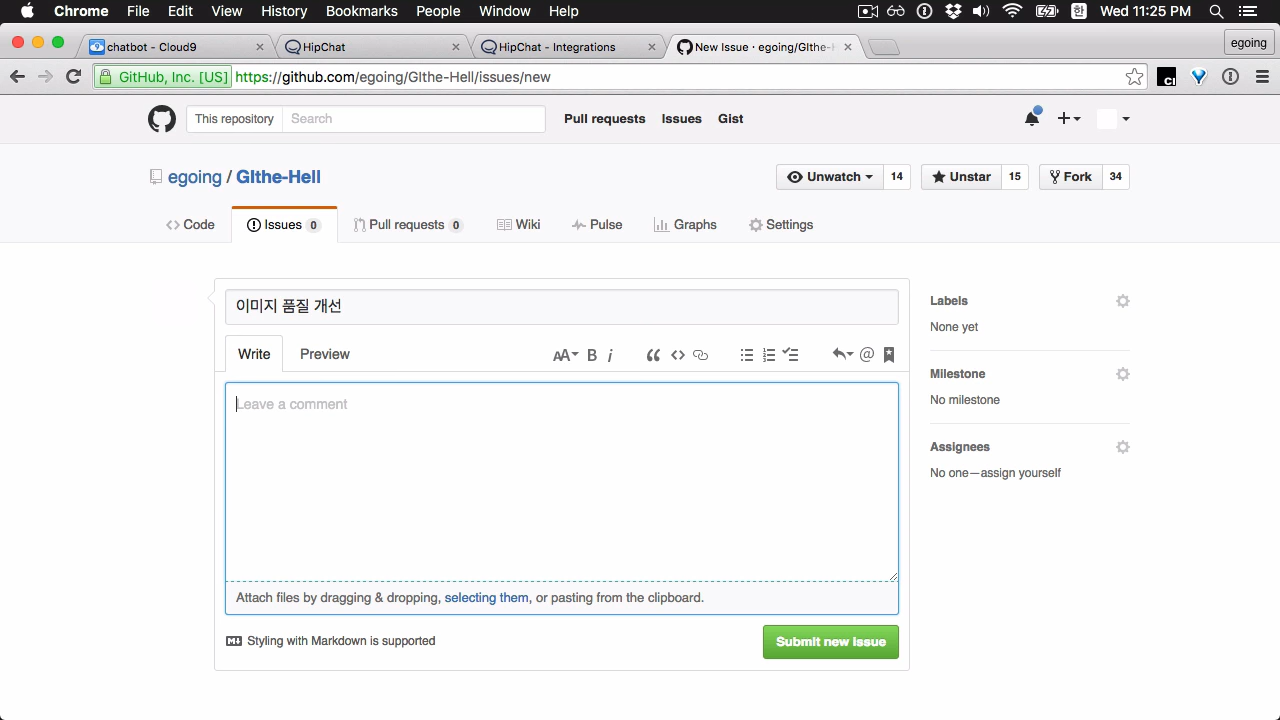 Chrome File Edit View History Bookmarks People Window Help 한 Wed 11:25 PM
chatbot - Cloud9 HipChat HipChat - Integrations New Issue · egoing/GIthe-H egoing
GitHub, Inc. [US] https://github.com/egoing/GIthe-Hell/issues/new
This repository Search Pull requests Issues Gist
egoing / GIthe-Hell Unwatch 14 Unstar 15 Fork 34
Code Issues 0 Pull requests 0 Wiki Pulse Graphs Settings
이미지 품질 개선
Write Preview AA B i @
Leave a comment
Attach files by dragging & dropping, selecting them, or pasting from the clipboard.
Styling with Markdown is supported
Submit new issue
Labels
None yet
Milestone
No milestone
Assignees
No one—assign yourself